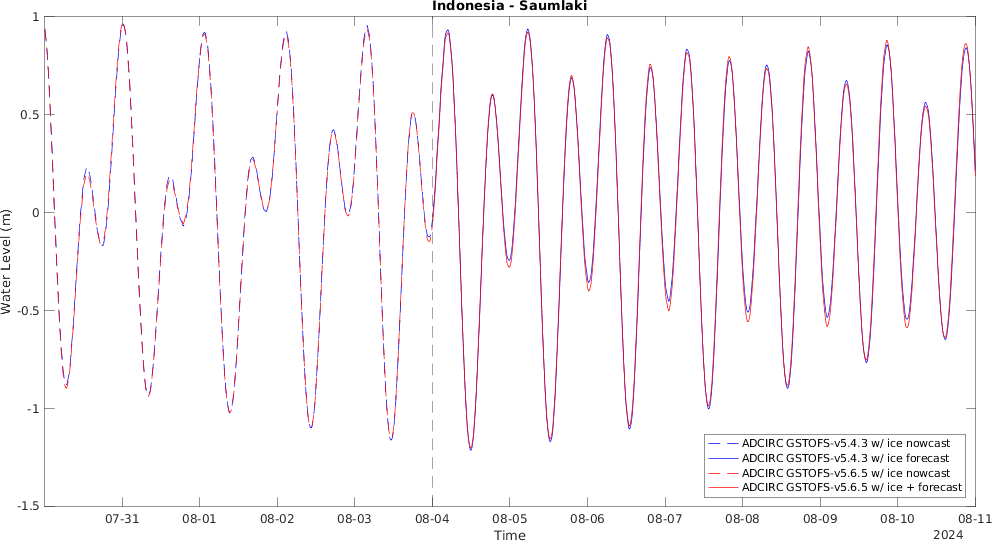 Indonesia - Saumlaki
1
0.5
0
-0.5
-1
-1.5
Water Level (m)
07-31 08-01 08-02 08-03 08-04 08-05 08-06 08-07 08-08 08-09 08-10 08-11
Time
2024
ADCIRC GSTOFS-v5.4.3 w/ ice nowcast
ADCIRC GSTOFS-v5.4.3 w/ ice forecast
ADCIRC GSTOFS-v5.6.5 w/ ice nowcast
ADCIRC GSTOFS-v5.6.5 w/ ice + forecast